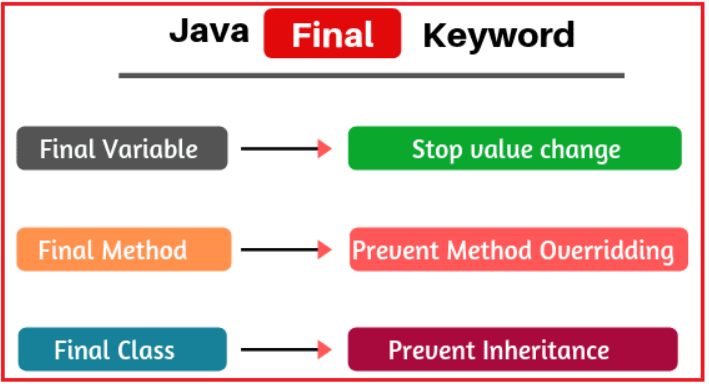 Java Final Keyword
Final Variable Stop value change
Final Method Prevent Method Overridding
Final Class Prevent Inheritance